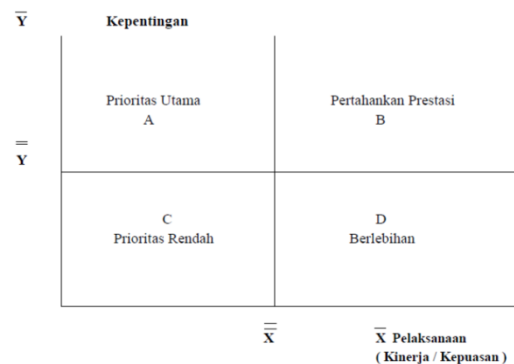 Y̅ Kepentingan
Prioritas Utama Pertahankan Prestasi
A B
Y̿
C D
Prioritas Rendah Berlebihan
X̿ X̅ Pelaksanaan
( Kinerja / Kepuasan )